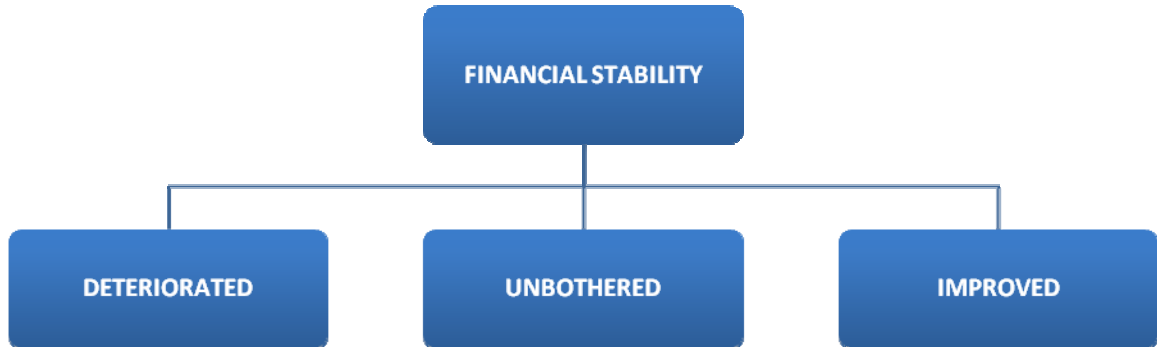 FINANCIAL STABILITY
DETERIORATED
UNBOTHERED
IMPROVED